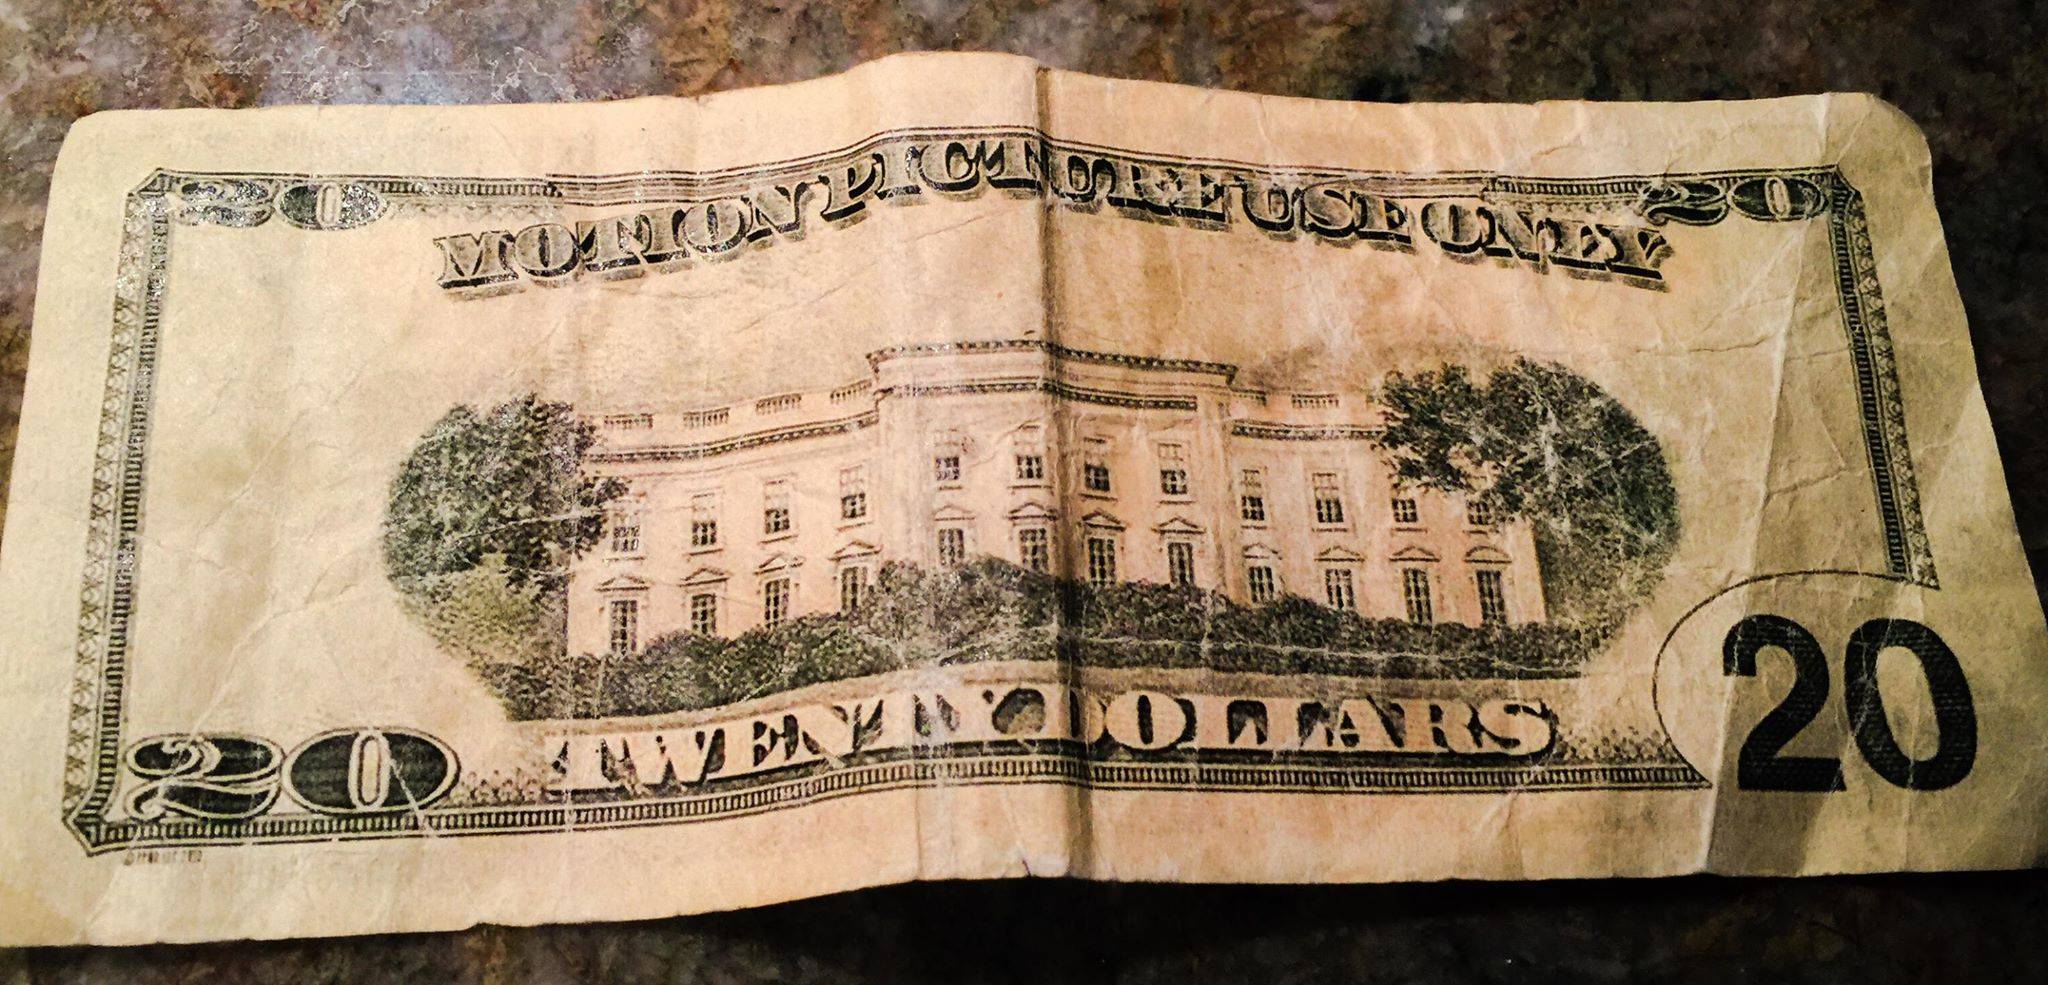 20 20
MOTION PICTURE USE ONLY
TWENTY DOLLARS
20 20